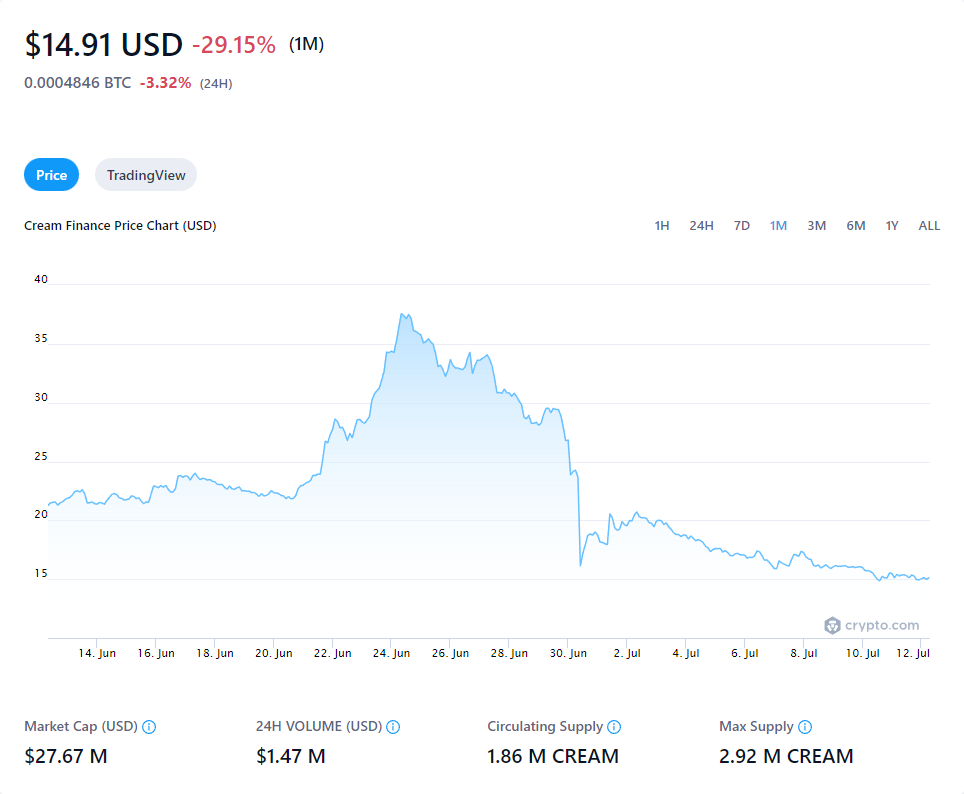 $14.91 USD -29.15% (1M)
0.0004846 BTC -3.32% (24H)
Price TradingView
Cream Finance Price Chart (USD) 1H 24H 7D 1M 3M 6M 1Y ALL
40
35
30
25
20
15
crypto.com
14. Jun 16. Jun 18. Jun 20. Jun 22. Jun 24. Jun 26. Jun 28. Jun 30. Jun 2. Jul 4. Jul 6. Jul 8. Jul 10. Jul 12. Jul
Market Cap (USD) 24H VOLUME (USD) Circulating Supply Max Supply
$27.67 M $1.47 M 1.86 M CREAM 2.92 M CREAM